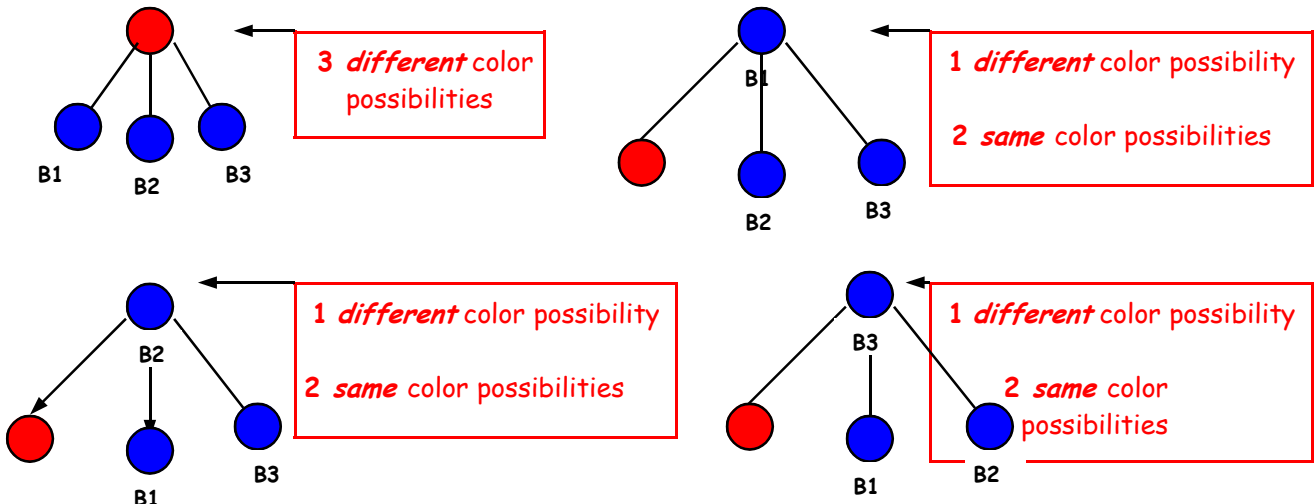 3 different color
possibilities
B1
B2
B3
B1
1 different color possibility
2 same color possibilities
B2
B3
B2
1 different color possibility
2 same color possibilities
B3
B1
B3
1 different color possibility
2 same color
possibilities
B1
B2